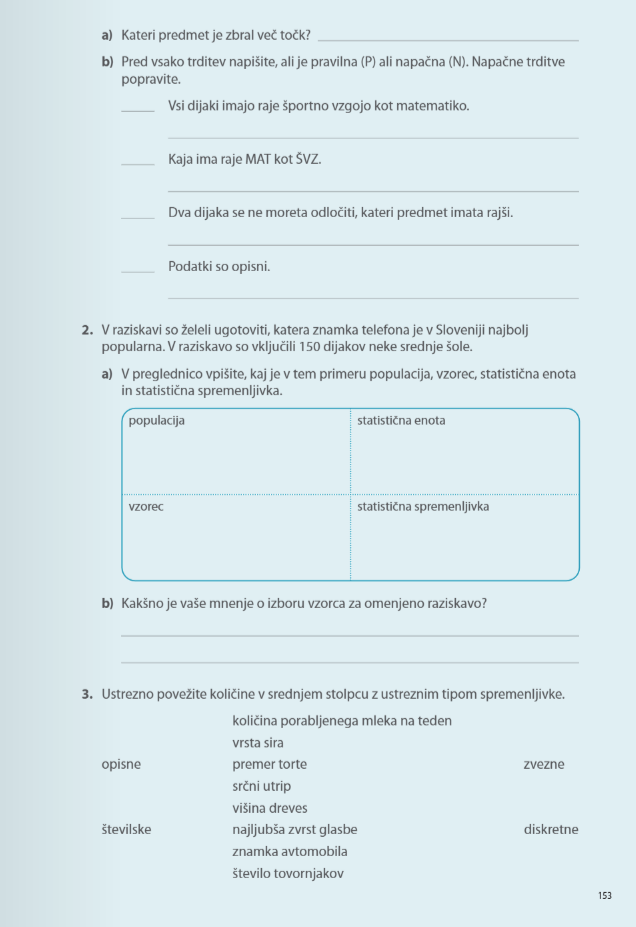 a) Kateri predmet je zbral več točk?
b) Pred vsako trditev napišite, ali je pravilna (P) ali napačna (N). Napačne trditve
popravite.
Vsi dijaki imajo raje športno vzgojo kot matematiko.
Kaja ima raje MAT kot ŠVZ.
Dva dijaka se ne moreta odločiti, kateri predmet imata rajši.
Podatki so opisni.
2. V raziskavi so želeli ugotoviti, katera znamka telefona je v Sloveniji najbolj
popularna. V raziskavo so vključili 150 dijakov neke srednje šole.
a) V preglednico vpišite, kaj je v tem primeru populacija, vzorec, statistična enota
in statistična spremenljivka.
populacija
statistična enota
vzorec
statistična spremenljivka
b) Kakšno je vaše mnenje o izboru vzorca za omenjeno raziskavo?
3. Ustrezno povežite količine v srednjem stolpcu z ustreznim tipom spremenljivke.
količina porabljenega mleka na teden
vrsta sira
opisne premer torte zvezne
srčni utrip
višina dreves
številske najljubša zvrst glasbe diskretne
znamka avtomobila
število tovornjakov
153